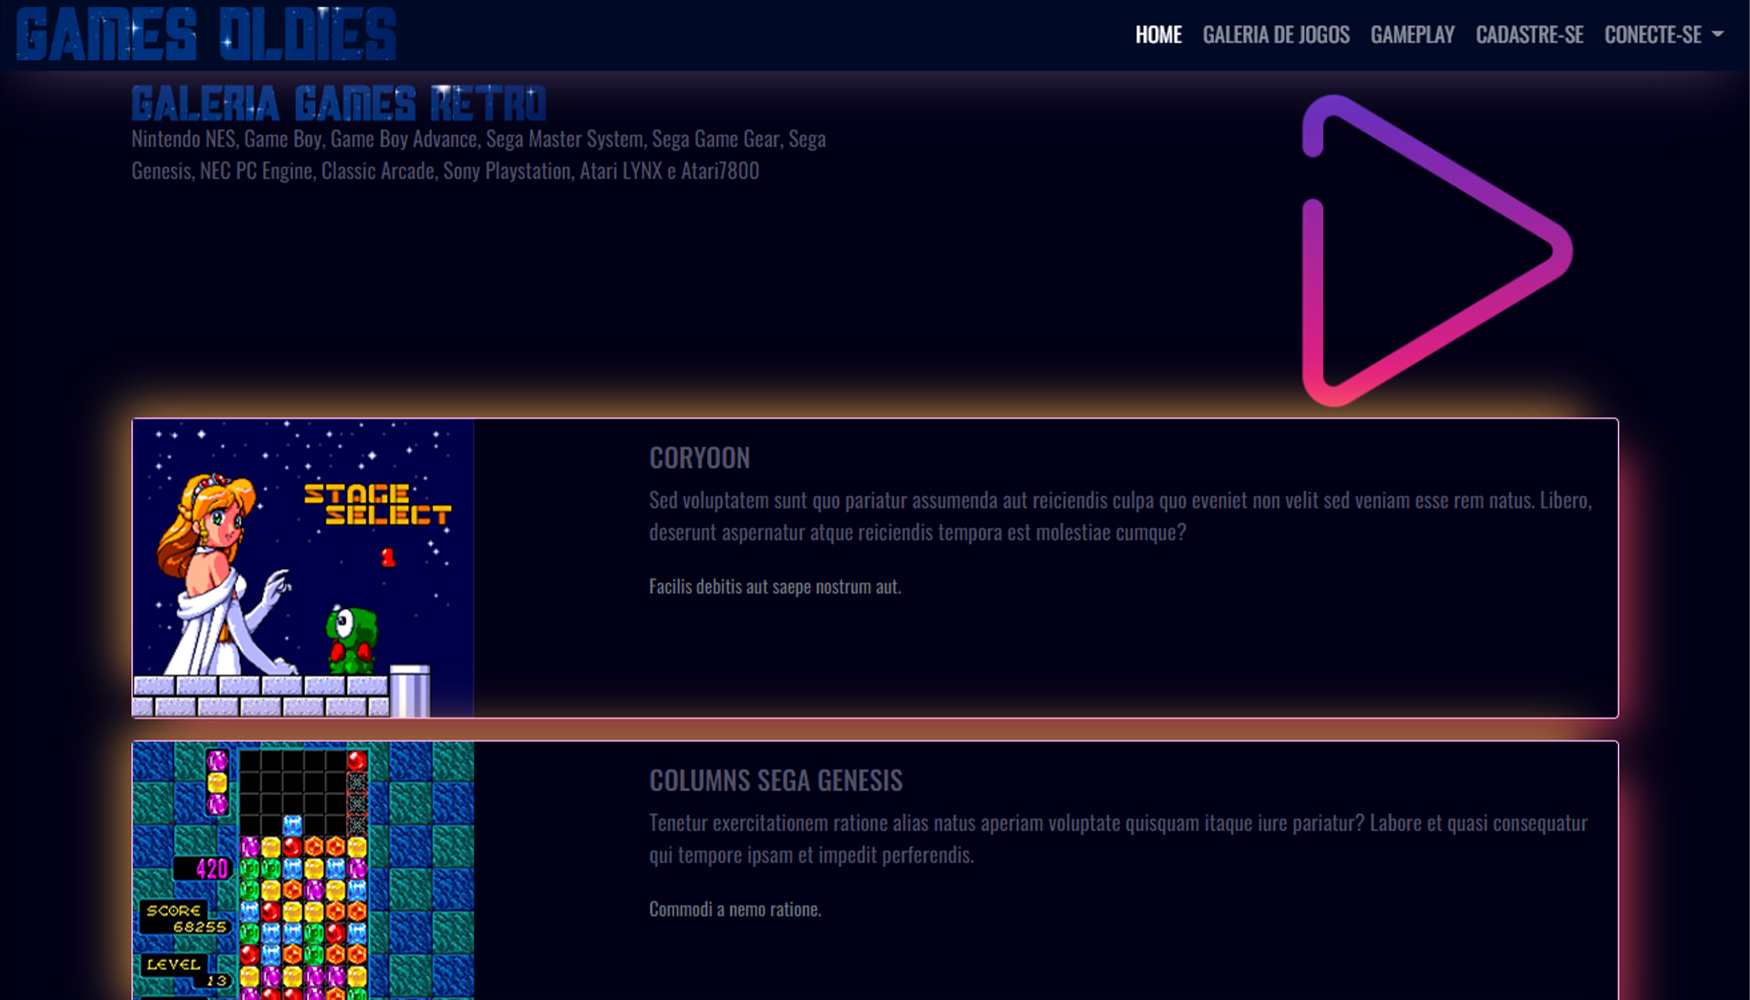 GAMES OLDIES
HOME GALERIA DE JOGOS GAMEPLAY CADASTRE-SE CONECTE-SE
GALERIA GAMES RETRO
Nintendo NES, Game Boy, Game Boy Advance, Sega Master System, Sega Game Gear, Sega
Genesis, NEC PC Engine, Classic Arcade, Sony Playstation, Atari LYNX e Atari7800
STAGE
SELECT
1
CORYOON
Sed voluptatem sunt quo pariatur assumenda aut reiciendis culpa quo eveniet non velit sed veniam esse rem natus. Libero,
deserunt aspernatur atque reiciendis tempora est molestiae cumque?
Facilis debitis aut saepe nostrum aut.
420
SCORE
68255
LEVEL
13
COLUMNS SEGA GENESIS
Tenetur exercitationem ratione alias natus aperiam voluptate quisquam itaque iure pariatur? Labore et quasi consequatur
qui tempore ipsam et impedit perferendis.
Commodi a nemo ratione.